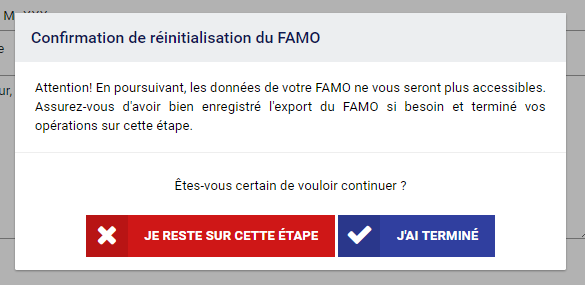 M. XXX
Confirmation de réinitialisation du FAMO
e
ur,
Attention! En poursuivant, les données de votre FAMO ne vous seront plus accessibles.
Assurez-vous d'avoir bien enregistré l'export du FAMO si besoin et terminé vos
opérations sur cette étape.
Êtes-vous certain de vouloir continuer ?
JE RESTE SUR CETTE ÉTAPE
J'AI TERMINÉ